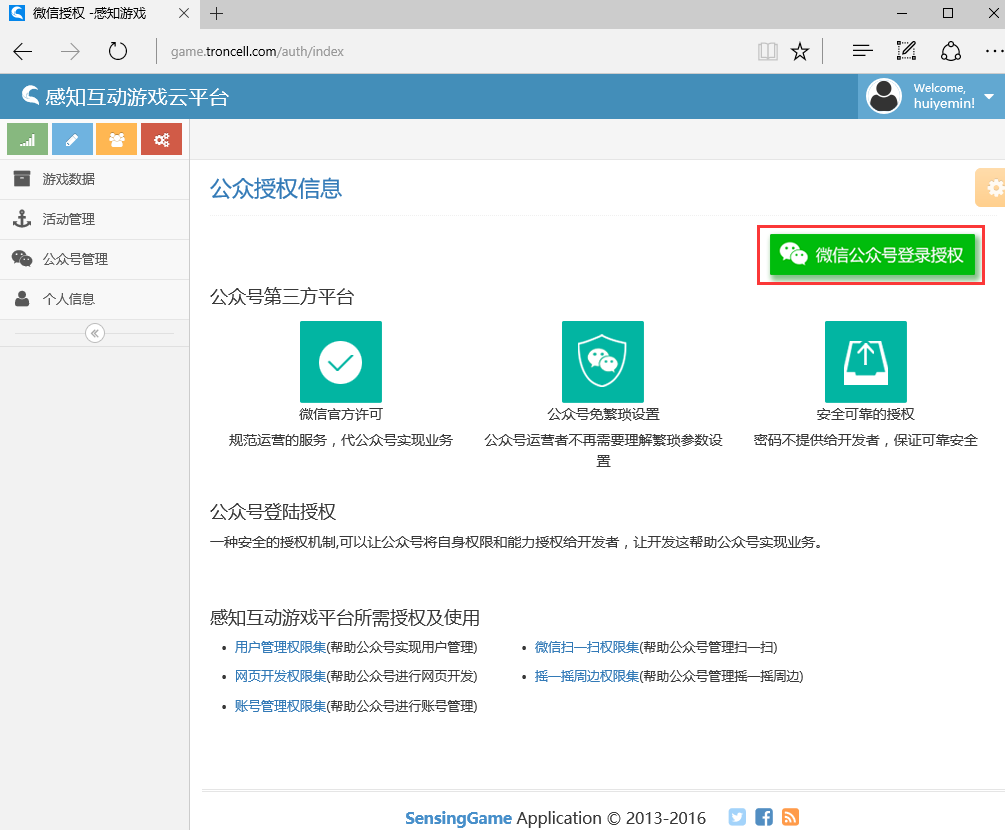 微信授权 -感知游戏
game.troncell.com/auth/index
感知互动游戏云平台
Welcome,
huiyemin!
游戏数据
活动管理
公众号管理
个人信息
公众授权信息
微信公众号登录授权
公众号第三方平台
微信官方许可
规范运营的服务，代公众号实现业务
公众号免繁琐设置
公众号运营者不再需要理解繁琐参数设
置
安全可靠的授权
密码不提供给开发者，保证可靠安全
公众号登陆授权
一种安全的授权机制,可以让公众号将自身权限和能力授权给开发者，让开发这帮助公众号实现业务。
感知互动游戏平台所需授权及使用
• 用户管理权限集(帮助公众号实现用户管理)
• 微信扫一扫权限集(帮助公众号管理扫一扫)
• 网页开发权限集(帮助公众号进行网页开发)
• 摇一摇周边权限集(帮助公众号管理摇一摇周边)
• 账号管理权限集(帮助公众号进行账号管理)
SensingGame Application © 2013-2016